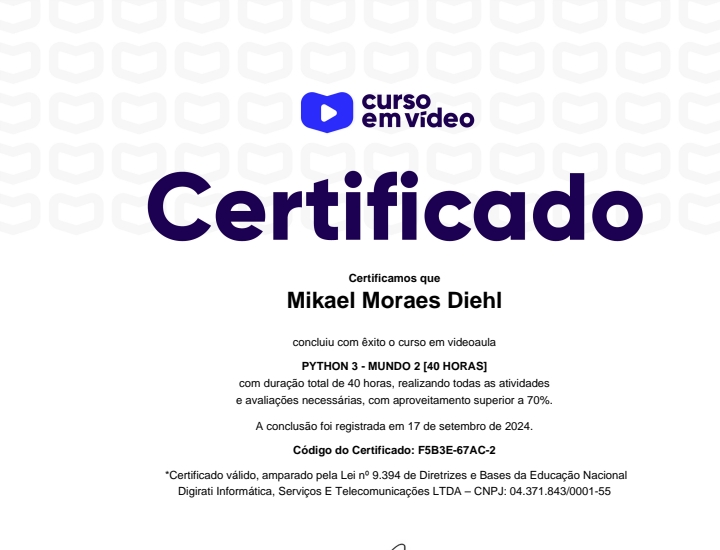 curso
em vídeo
Certificado
Certificamos que
Mikael Moraes Diehl
concluiu com êxito o curso em videoaula
PYTHON 3 - MUNDO 2 [40 HORAS]
com duração total de 40 horas, realizando todas as atividades
e avaliações necessárias, com aproveitamento superior a 70%.
A conclusão foi registrada em 17 de setembro de 2024.
Código do Certificado: F5B3E-67AC-2
*Certificado válido, amparado pela Lei nº 9.394 de Diretrizes e Bases da Educação Nacional
Digirati Informática, Serviços E Telecomunicações LTDA – CNPJ: 04.371.843/0001-55